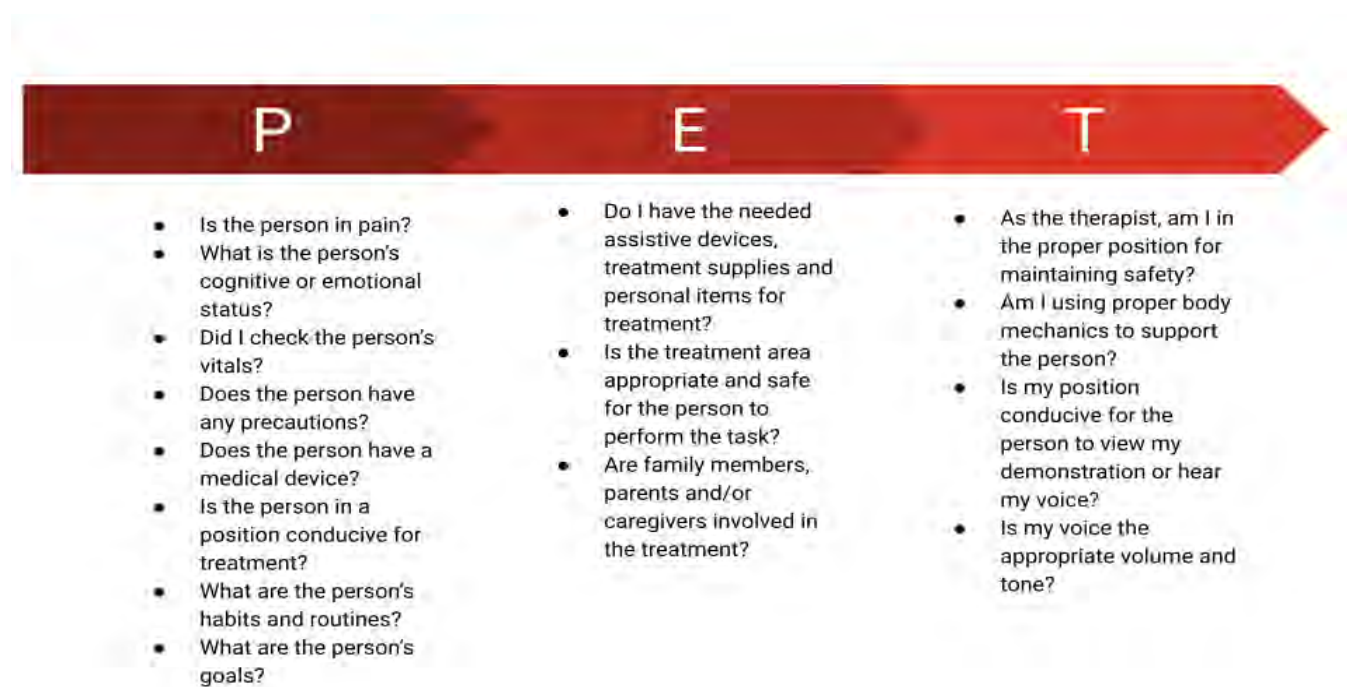 P
E
T
• Is the person in pain?
• What is the person's
cognitive or emotional
status?
• Did I check the person's
vitals?
• Does the person have
any precautions?
• Does the person have a
medical device?
• Is the person in a
position conducive for
treatment?
• What are the person's
habits and routines?
• What are the person's
goals?
• Do I have the needed
assistive devices,
treatment supplies and
personal items for
treatment?
• Is the treatment area
appropriate and safe
for the person to
perform the task?
• Are family members,
parents and/or
caregivers involved in
the treatment?
• As the therapist, am I in
the proper position for
maintaining safety?
• Am I using proper body
mechanics to support
the person?
• Is my position
conducive for the
person to view my
demonstration or hear
my voice?
• Is my voice the
appropriate volume and
tone?